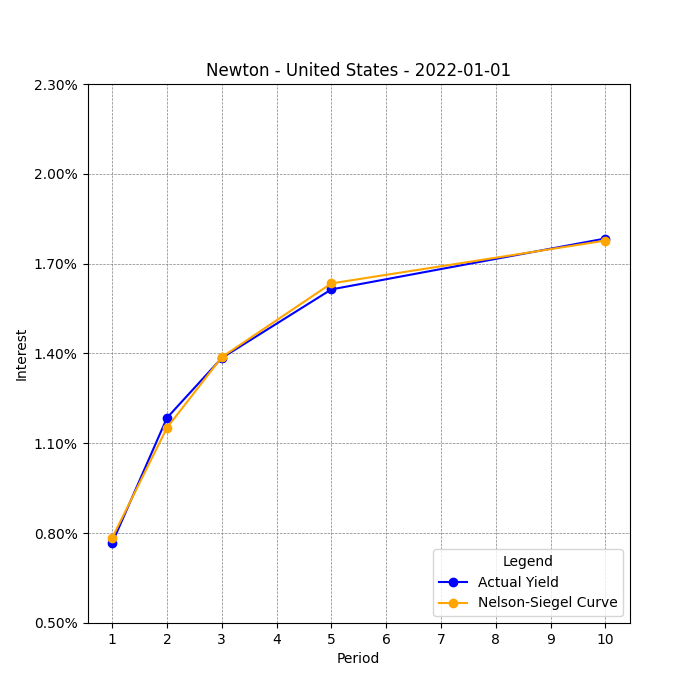 Newton - United States - 2022-01-01
2.30%
2.00%
1.70%
1.40%
1.10%
0.80%
0.50%
Interest
Legend
Actual Yield
Nelson-Siegel Curve
1 2 3 4 5 6 7 8 9 10
Period